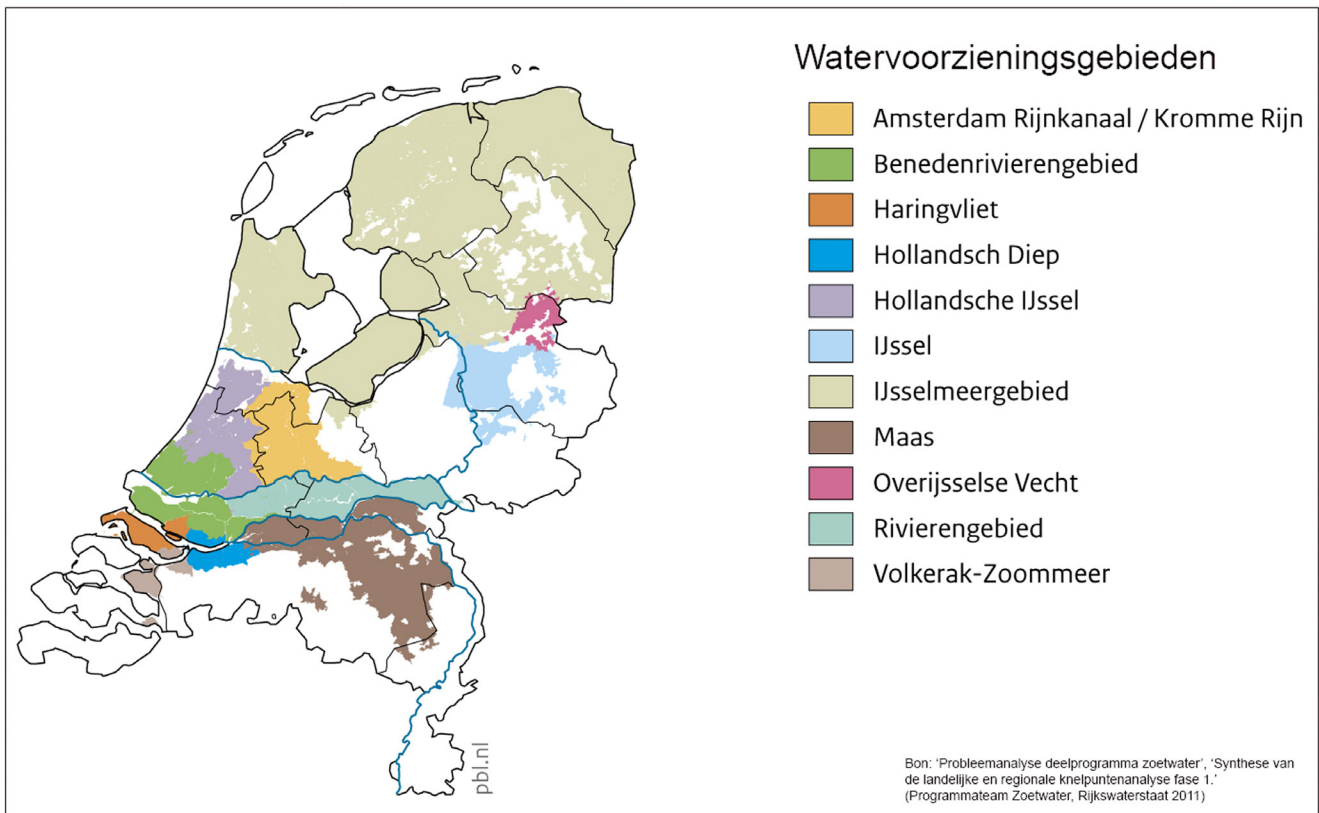 Watervoorzieningsgebieden
Amsterdam Rijnkanaal / Kromme Rijn
Benedenrivierengebied
Haringvliet
Hollandsch Diep
Hollandsche IJssel
IJssel
IJsselmeergebied
Maas
Overijsselse Vecht
Rivierengebied
Volkerak-Zoommeer
pbl.nl
Bon: ‘Probleemanalyse deelprogramma zoetwater’, ‘Synthese van
de landelijke en regionale knelpuntenanalyse fase 1.’
(Programmateam Zoetwater, Rijkswaterstaat 2011)